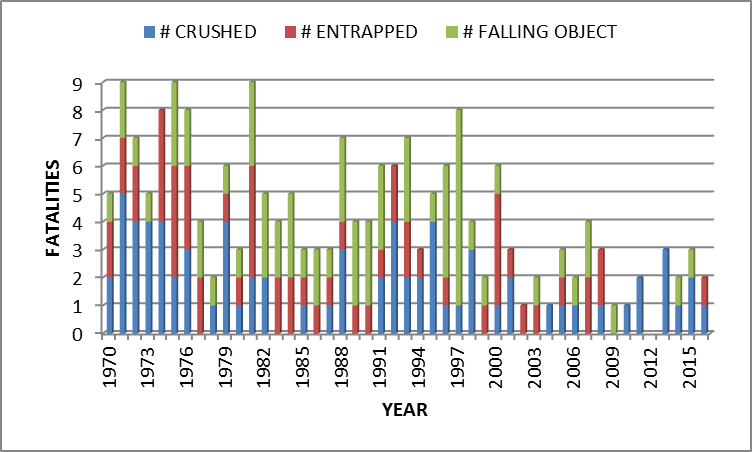 # CRUSHED # ENTRAPPED # FALLING OBJECT
FATALITIES
9
8
7
6
5
4
3
2
1
0
1970 1973 1976 1979 1982 1985 1988 1991 1994 1997 2000 2003 2006 2009 2012 2015
YEAR